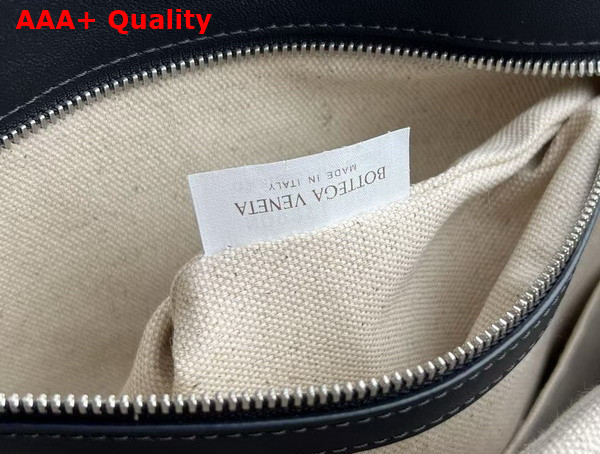 AAA+ Quality
BOTTEGA VENETA
MADE IN ITALY